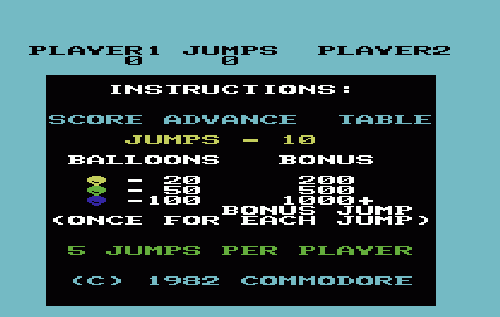 PLAYER1 JUMPS PLAYER2
0 0
INSTRUCTIONS:
SCORE ADVANCE TABLE
JUMPS - 10
BALLOONS BONUS
- 20 200
- 50 500
-100 1000+
BONUS JUMP
(ONCE FOR EACH JUMP)
5 JUMPS PER PLAYER
(C) 1982 COMMODORE